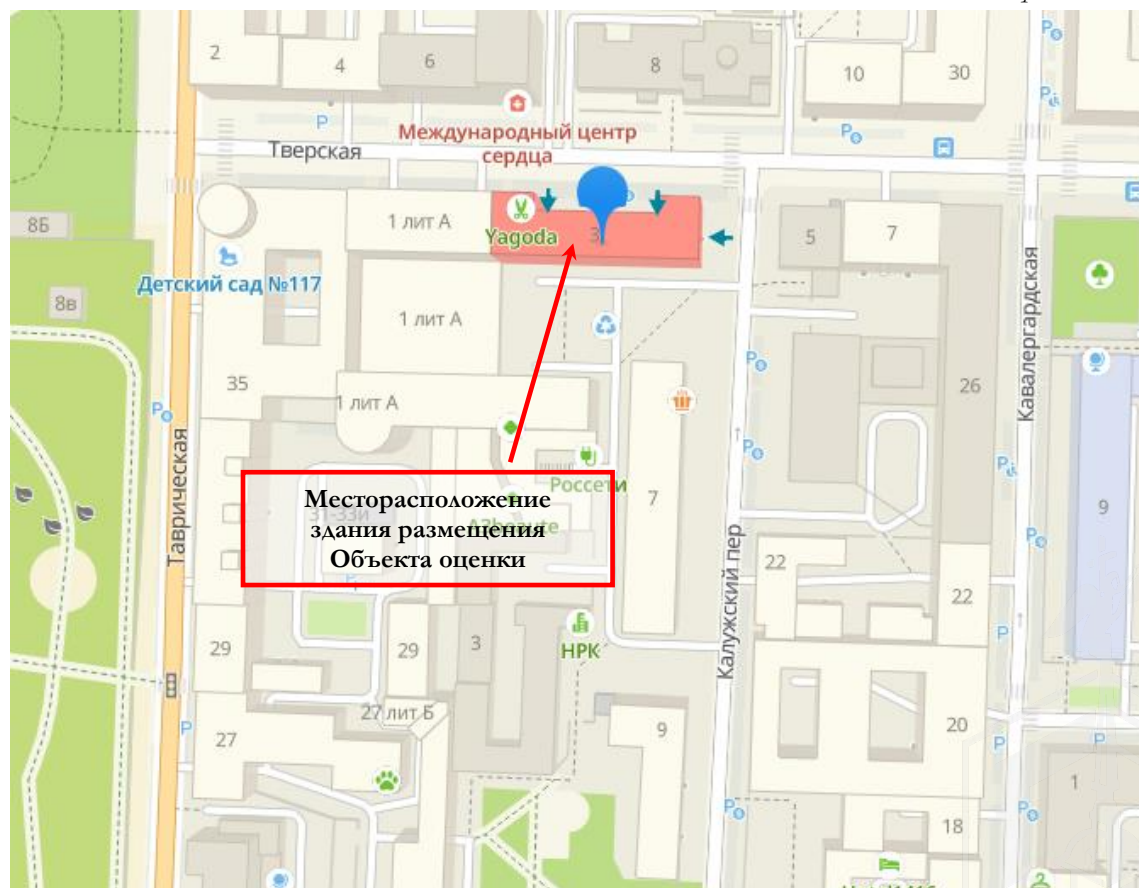 2
4
6
8
10
30
Международный центр
сердца
Тверская
8Б
1 лит А
Yagoda
3
5
7
Детский сад №117
8в
1 лит А
35
1 лит А
26
Кавалергардская
Таврическая
Россети
7
9
Месторасположение
здания размещения
Объекта оценки
31-33и
Калужский пер
22
22
29
29
3
НРК
27 лит Б
27
9
20
1
18